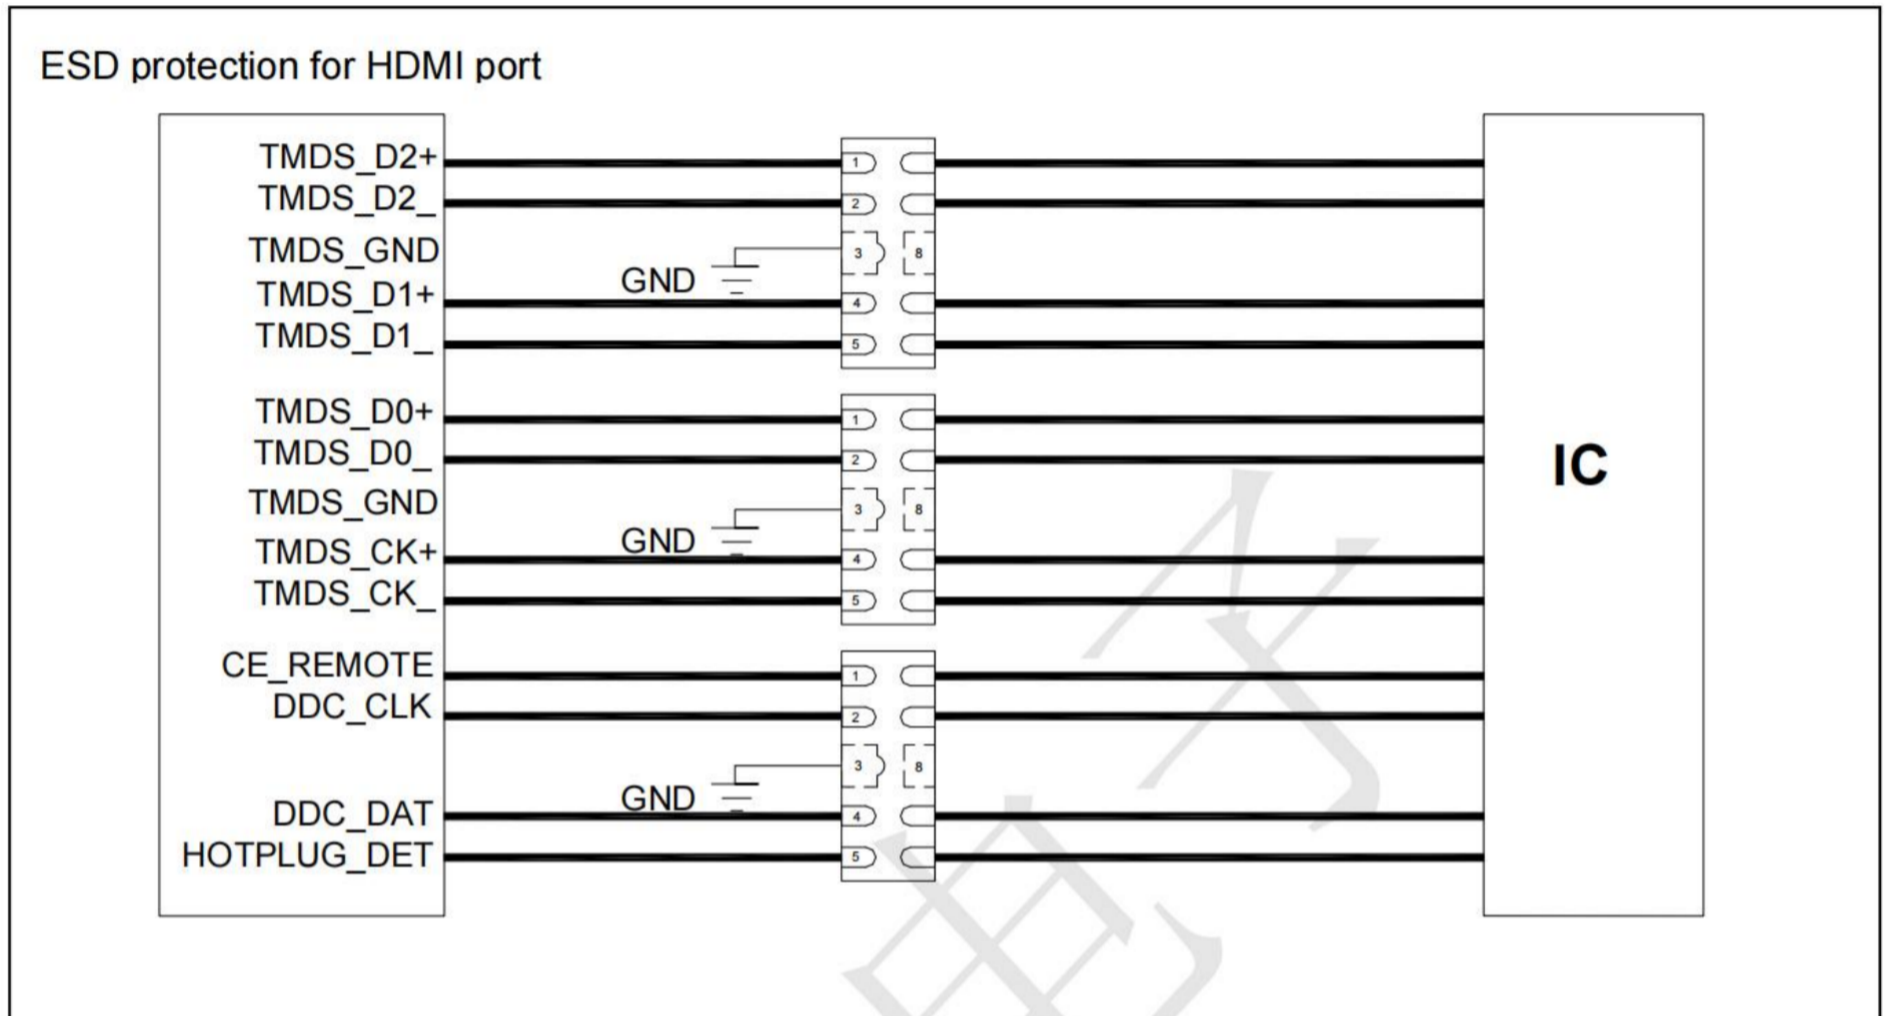 ESD protection for HDMI port
TMDS_D2+
TMDS_D2_
TMDS_GND
TMDS_D1+
TMDS_D1_
TMDS_D0+
TMDS_D0_
TMDS_GND
TMDS_CK+
TMDS_CK_
CE_REMOTE
DDC_CLK
DDC_DAT
HOTPLUG_DET
GND
GND
GND
1
2
3 8
4
5
1
2
3 8
4
5
1
2
3 8
4
5
IC
电子